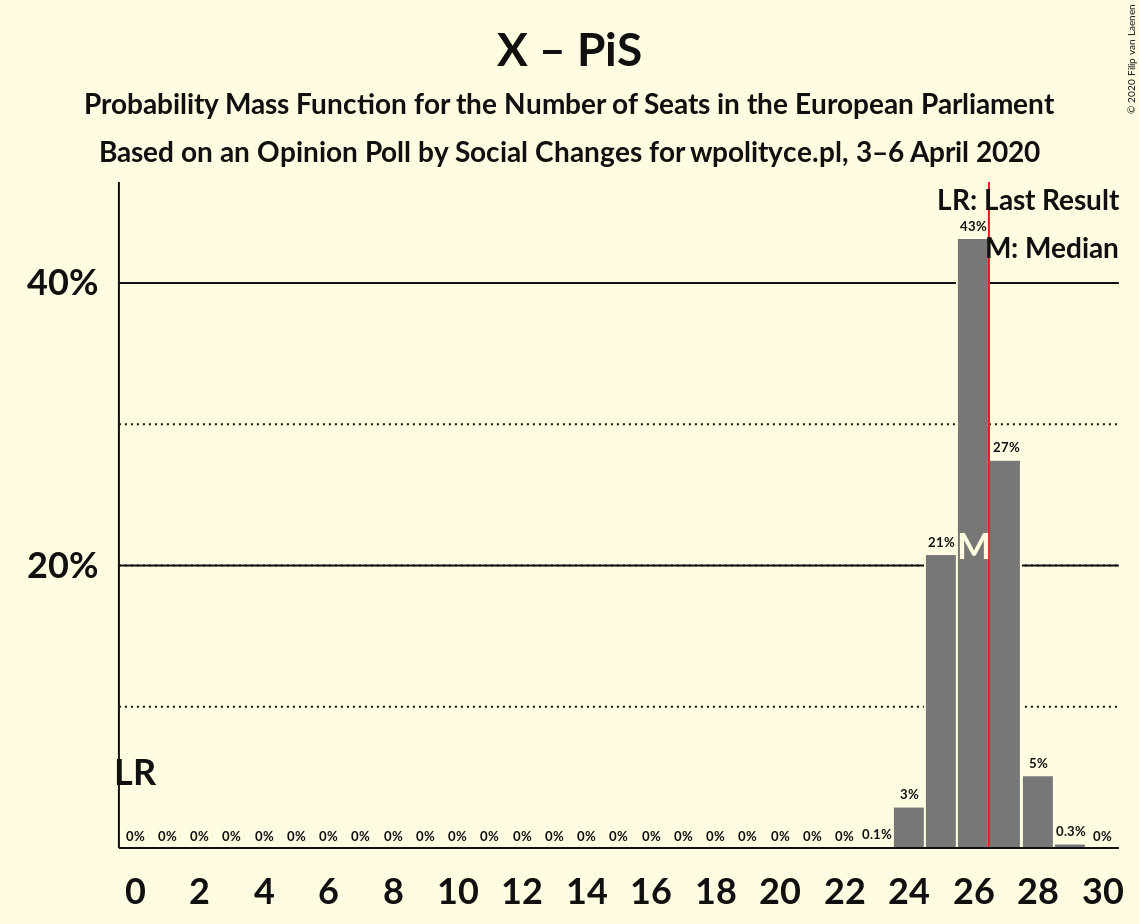 X – PiS
Probability Mass Function for the Number of Seats in the European Parliament
Based on an Opinion Poll by Social Changes for wpolityce.pl, 3–6 April 2020
© 2020 Filip van Laenen
LR: Last Result
M: Median
40%
20%
43%
27%
21%
M
5%
3%
LR
0% 0% 0% 0% 0% 0% 0% 0% 0% 0% 0% 0% 0% 0% 0% 0% 0% 0% 0% 0% 0% 0% 0% 0.1% 0.3% 0%
0 2 4 6 8 10 12 14 16 18 20 22 24 26 28 30